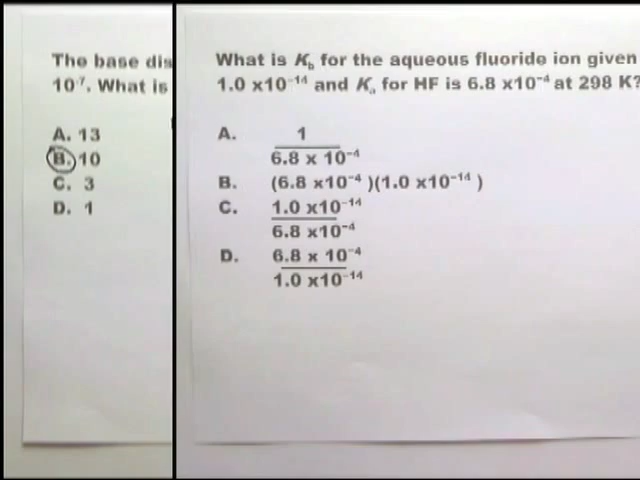 The base dis
10⁻⁷. What is
A. 13
B. 10
C. 3
D. 1
What is Kb for the aqueous fluoride ion given
1.0 x10⁻¹⁴ and Ka for HF is 6.8 x10⁻⁴ at 298 K?
A. 1
6.8 x 10⁻⁴
B. (6.8 x10⁻⁴ )(1.0 x10⁻¹⁴ )
C. 1.0 x10⁻¹⁴
6.8 x10⁻⁴
D. 6.8 x 10⁻⁴
1.0 x10⁻¹⁴